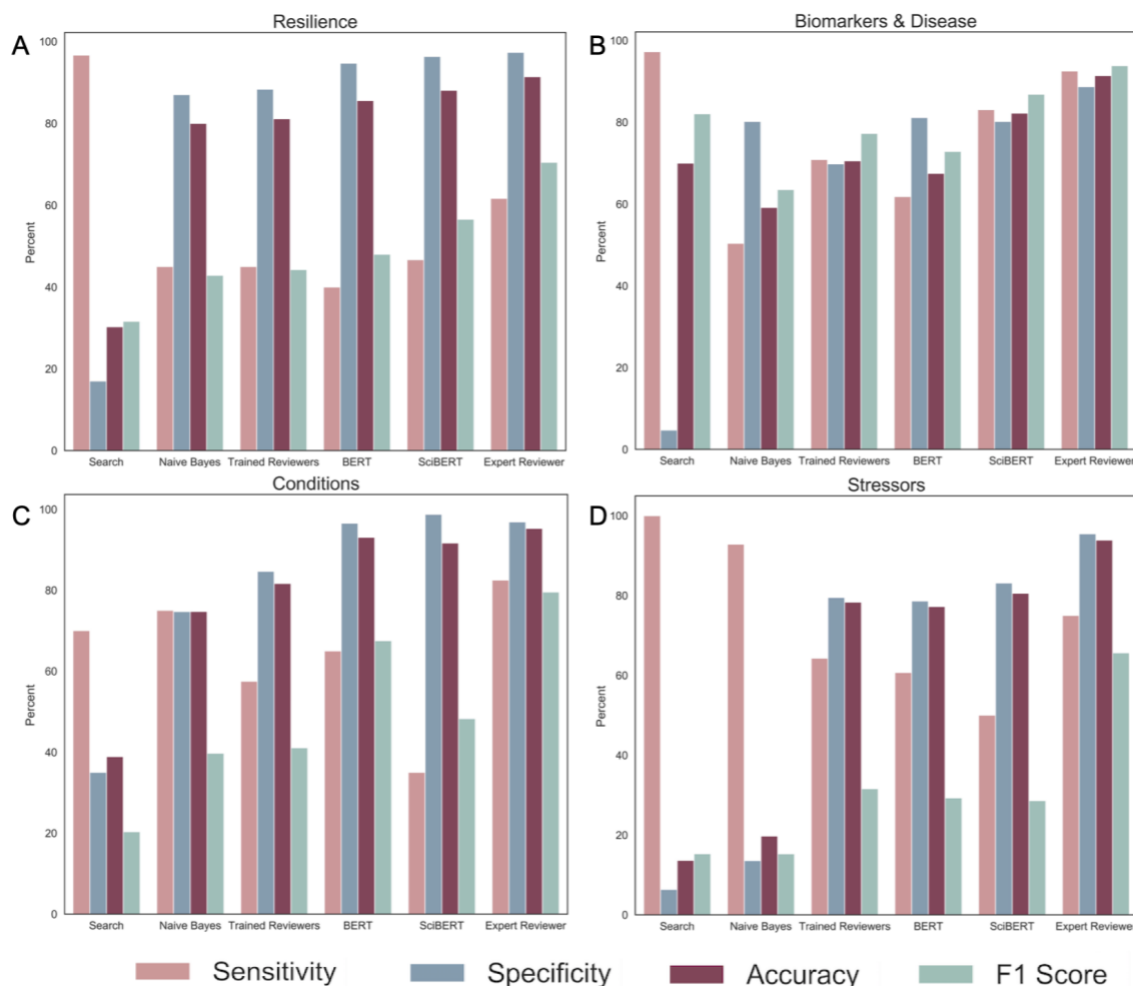 Resilience
A
Percent
100
80
60
40
20
0
Search Naive Bayes Trained Reviewers BERT SciBERT Expert Reviewer
Biomarkers & Disease
B
Percent
100
80
60
40
20
0
Search Naive Bayes Trained Reviewers BERT SciBERT Expert Reviewer
Conditions
C
Percent
100
80
60
40
20
0
Search Naive Bayes Trained Reviewers BERT SciBERT Expert Reviewer
Stressors
D
Percent
100
80
60
40
20
0
Search Naive Bayes Trained Reviewers BERT SciBERT Expert Reviewer
Sensitivity Specificity Accuracy F1 Score